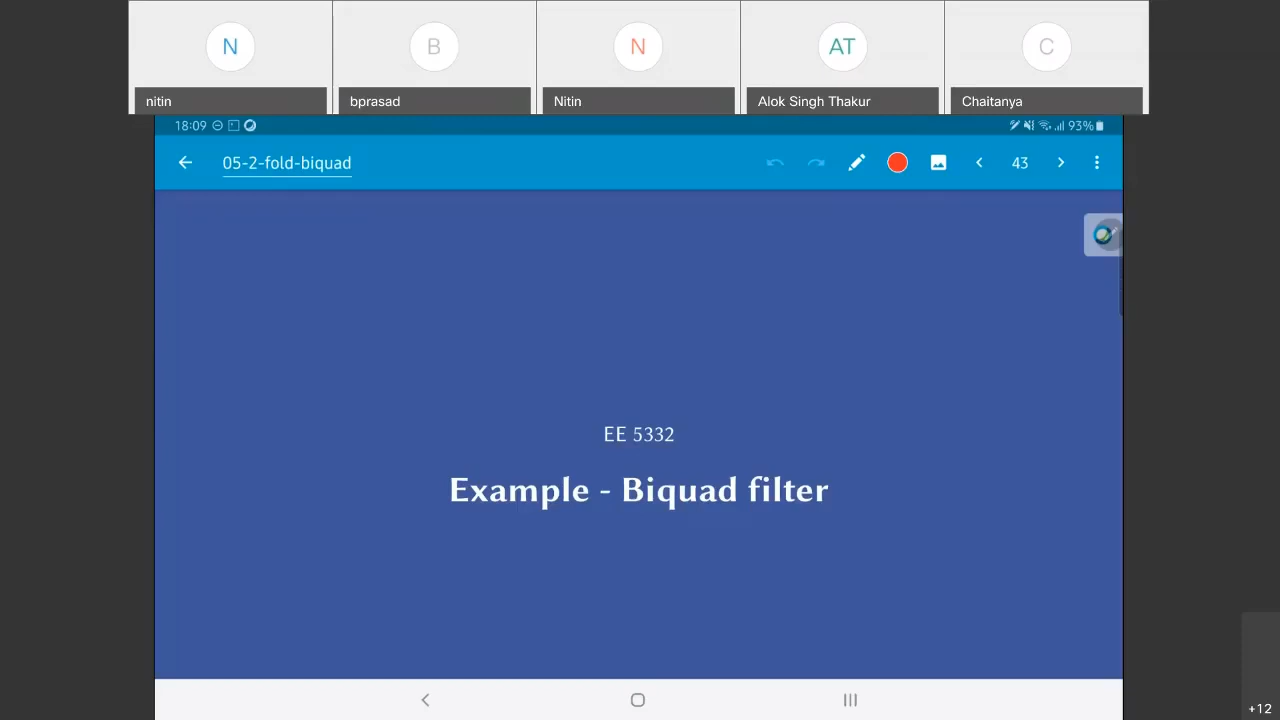 N
B
N
AT
C
nitin
bprasad
Nitin
Alok Singh Thakur
Chaitanya
18:09
93%
05-2-fold-biquad
43
EE 5332
Example - Biquad filter
+12